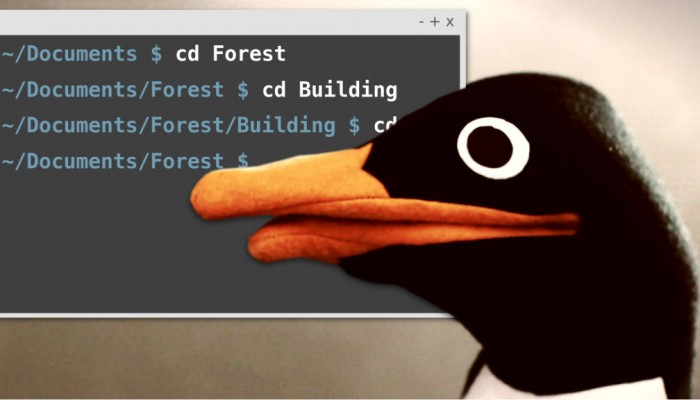 - + x
~/Documents $ cd Forest
~/Documents/Forest $ cd Building
~/Documents/Forest/Building $ cd
~/Documents/Forest $